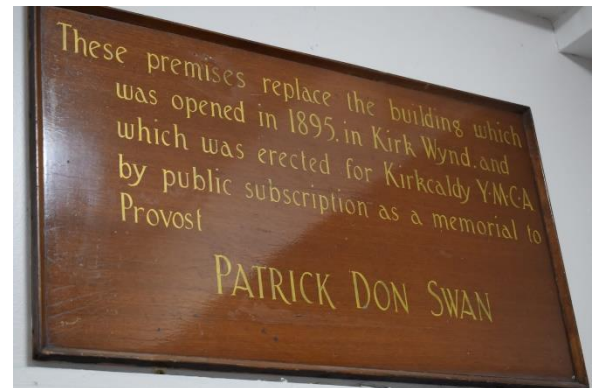 These premises replace the building which
was opened in 1895. in Kirk Wynd. and
which was erected for Kirkcaldy Y·M·C·A
by public subscription as a memorial to
Provost
PATRICK DON SWAN